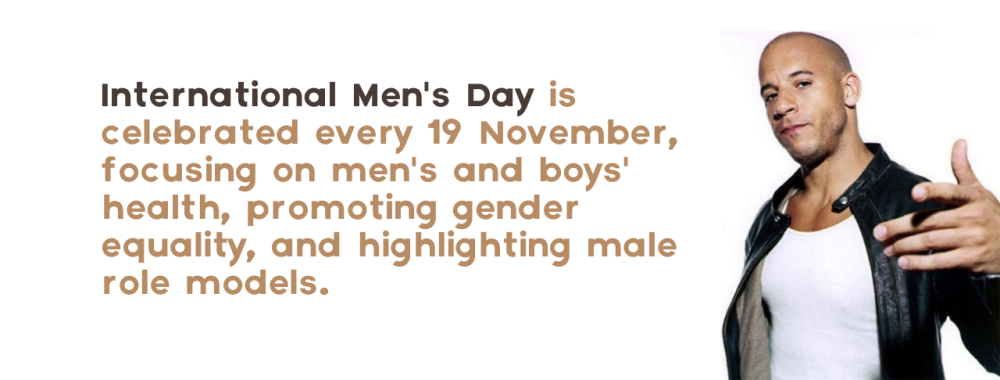 International Men's Day is
celebrated every 19 November,
focusing on men's and boys'
health, promoting gender
equality, and highlighting male
role models.